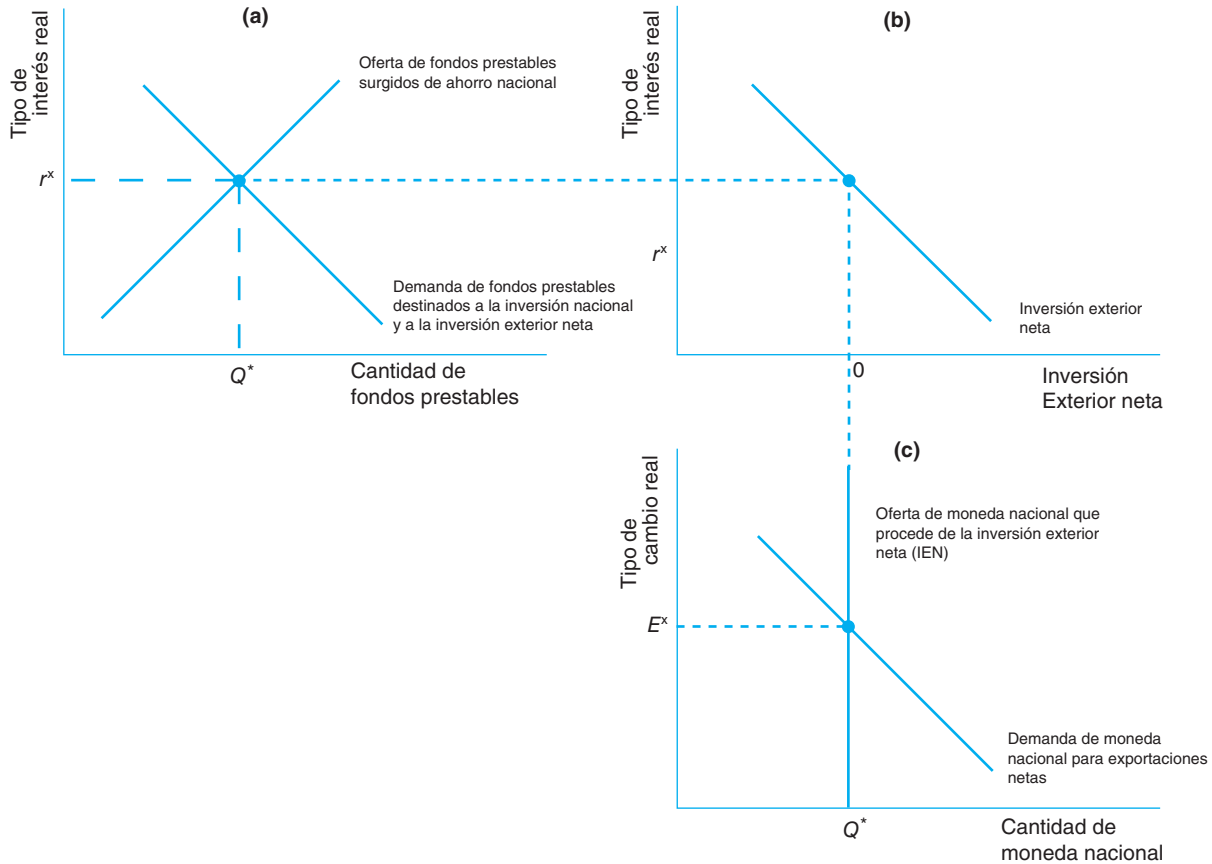 (a)
Tipo de
interés real
Oferta de fondos prestables
surgidos de ahorro nacional
r^x
Demanda de fondos prestables
destinados a la inversión nacional
y a la inversión exterior neta
Q*
Cantidad de
fondos prestables
(b)
Tipo de
interés real
r^x
Inversión exterior
neta
0
Inversión
Exterior neta
(c)
Tipo de
cambio real
Oferta de moneda nacional que
procede de la inversión exterior
neta (IEN)
E^x
Demanda de moneda
nacional para exportaciones
netas
Q*
Cantidad de
moneda nacional